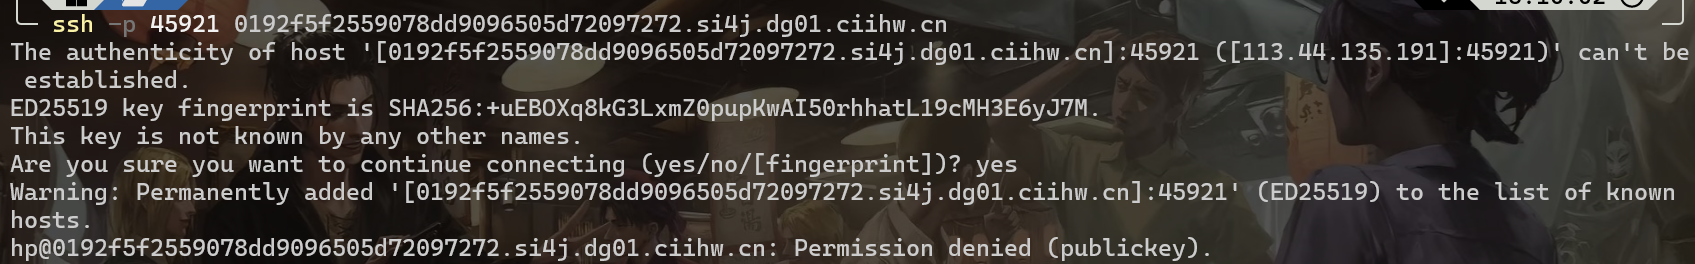 ssh -p 45921 0192f5f2559078dd9096505d72097272.si4j.dg01.ciihw.cn
The authenticity of host '[0192f5f2559078dd9096505d72097272.si4j.dg01.ciihw.cn]:45921 ([113.44.135.191]:45921)' can't be
 established.
ED25519 key fingerprint is SHA256:+uEBOXq8kG3LxmZ0pupKwAI50rhhatL19cMH3E6yJ7M.
This key is not known by any other names.
Are you sure you want to continue connecting (yes/no/[fingerprint])? yes
Warning: Permanently added '[0192f5f2559078dd9096505d72097272.si4j.dg01.ciihw.cn]:45921' (ED25519) to the list of known
hosts.
hp@0192f5f2559078dd9096505d72097272.si4j.dg01.ciihw.cn: Permission denied (publickey).